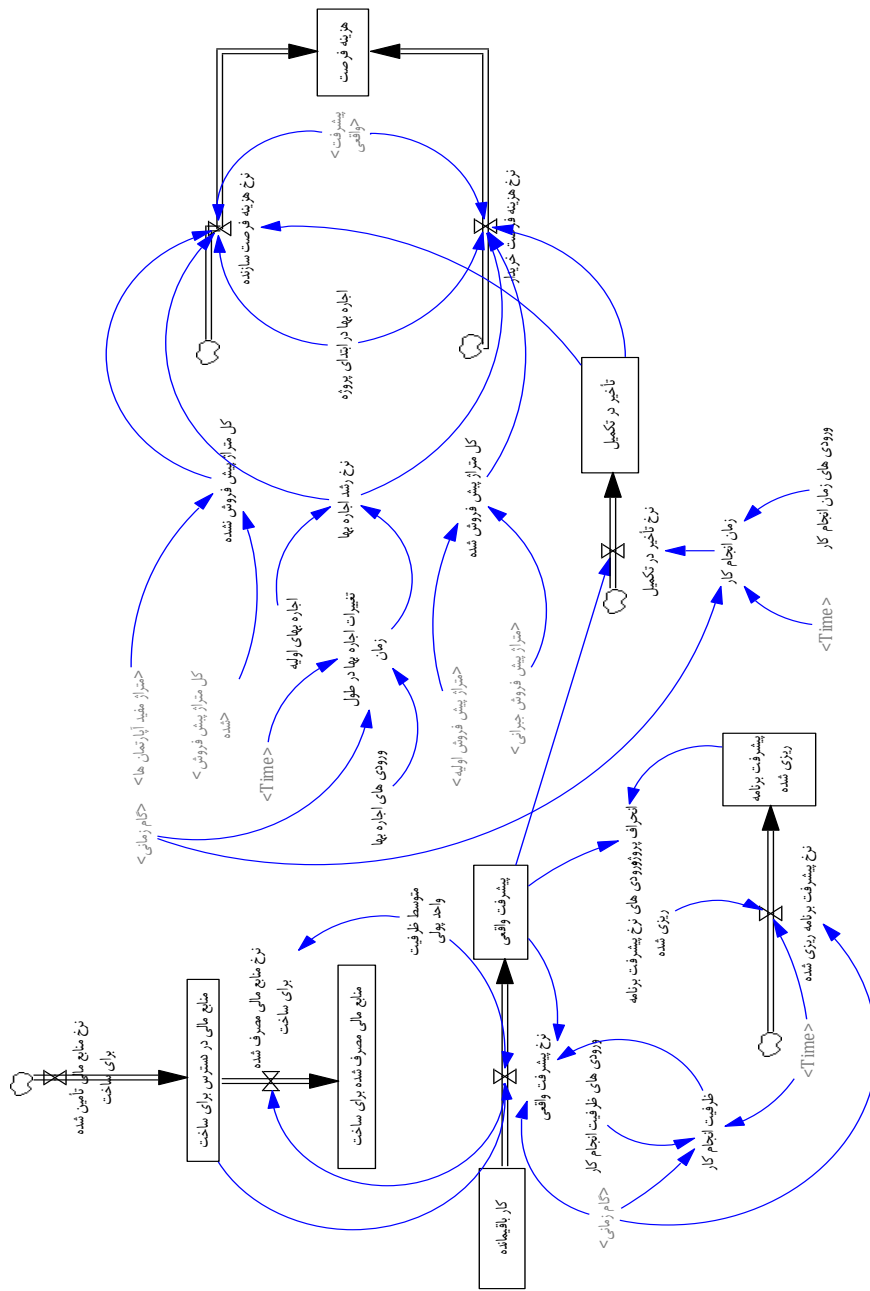 هزینه فرصت
<پیشرفت
واقعی>
نرخ هزینه فرصت سازنده
نرخ هزینه فرصت خریدار
اجاره بها در ابتدای پروژه
کل متراژ پیش فروش نشده
نرخ رشد اجاره بها
کل متراژ پیش فروش شده
تأخیر در تکمیل
نرخ تأخیر در تکمیل
زمان انجام کار
ورودی های زمان انجام کار
<Time>
<متراژ مفید آپارتمان ها>
<کل متراژ پیش فروش
شده>
اجاره بهای اولیه
تغییرات اجاره بها در طول
زمان
<Time>
ورودی های اجاره بها
<متراژ پیش فروش اولیه>
<متراژ پیش فروش جبرانی>
<گام زمانی>
نرخ منابع مالی تأمین شده
برای ساخت
منابع مالی در دسترس برای ساخت
نرخ منابع مالی مصرف شده
برای ساخت
منابع مالی مصرف شده برای ساخت
متوسط ظرفیت
واحد پولی
کار باقیمانده
نرخ پیشرفت واقعی
پیشرفت واقعی
انحراف پروژه
ورودی های نرخ پیشرفت برنامه
ریزی شده
پیشرفت برنامه
ریزی شده
نرخ پیشرفت برنامه ریزی شده
ورودی های ظرفیت انجام کار
ظرفیت انجام کار
<گام زمانی>
<Time>